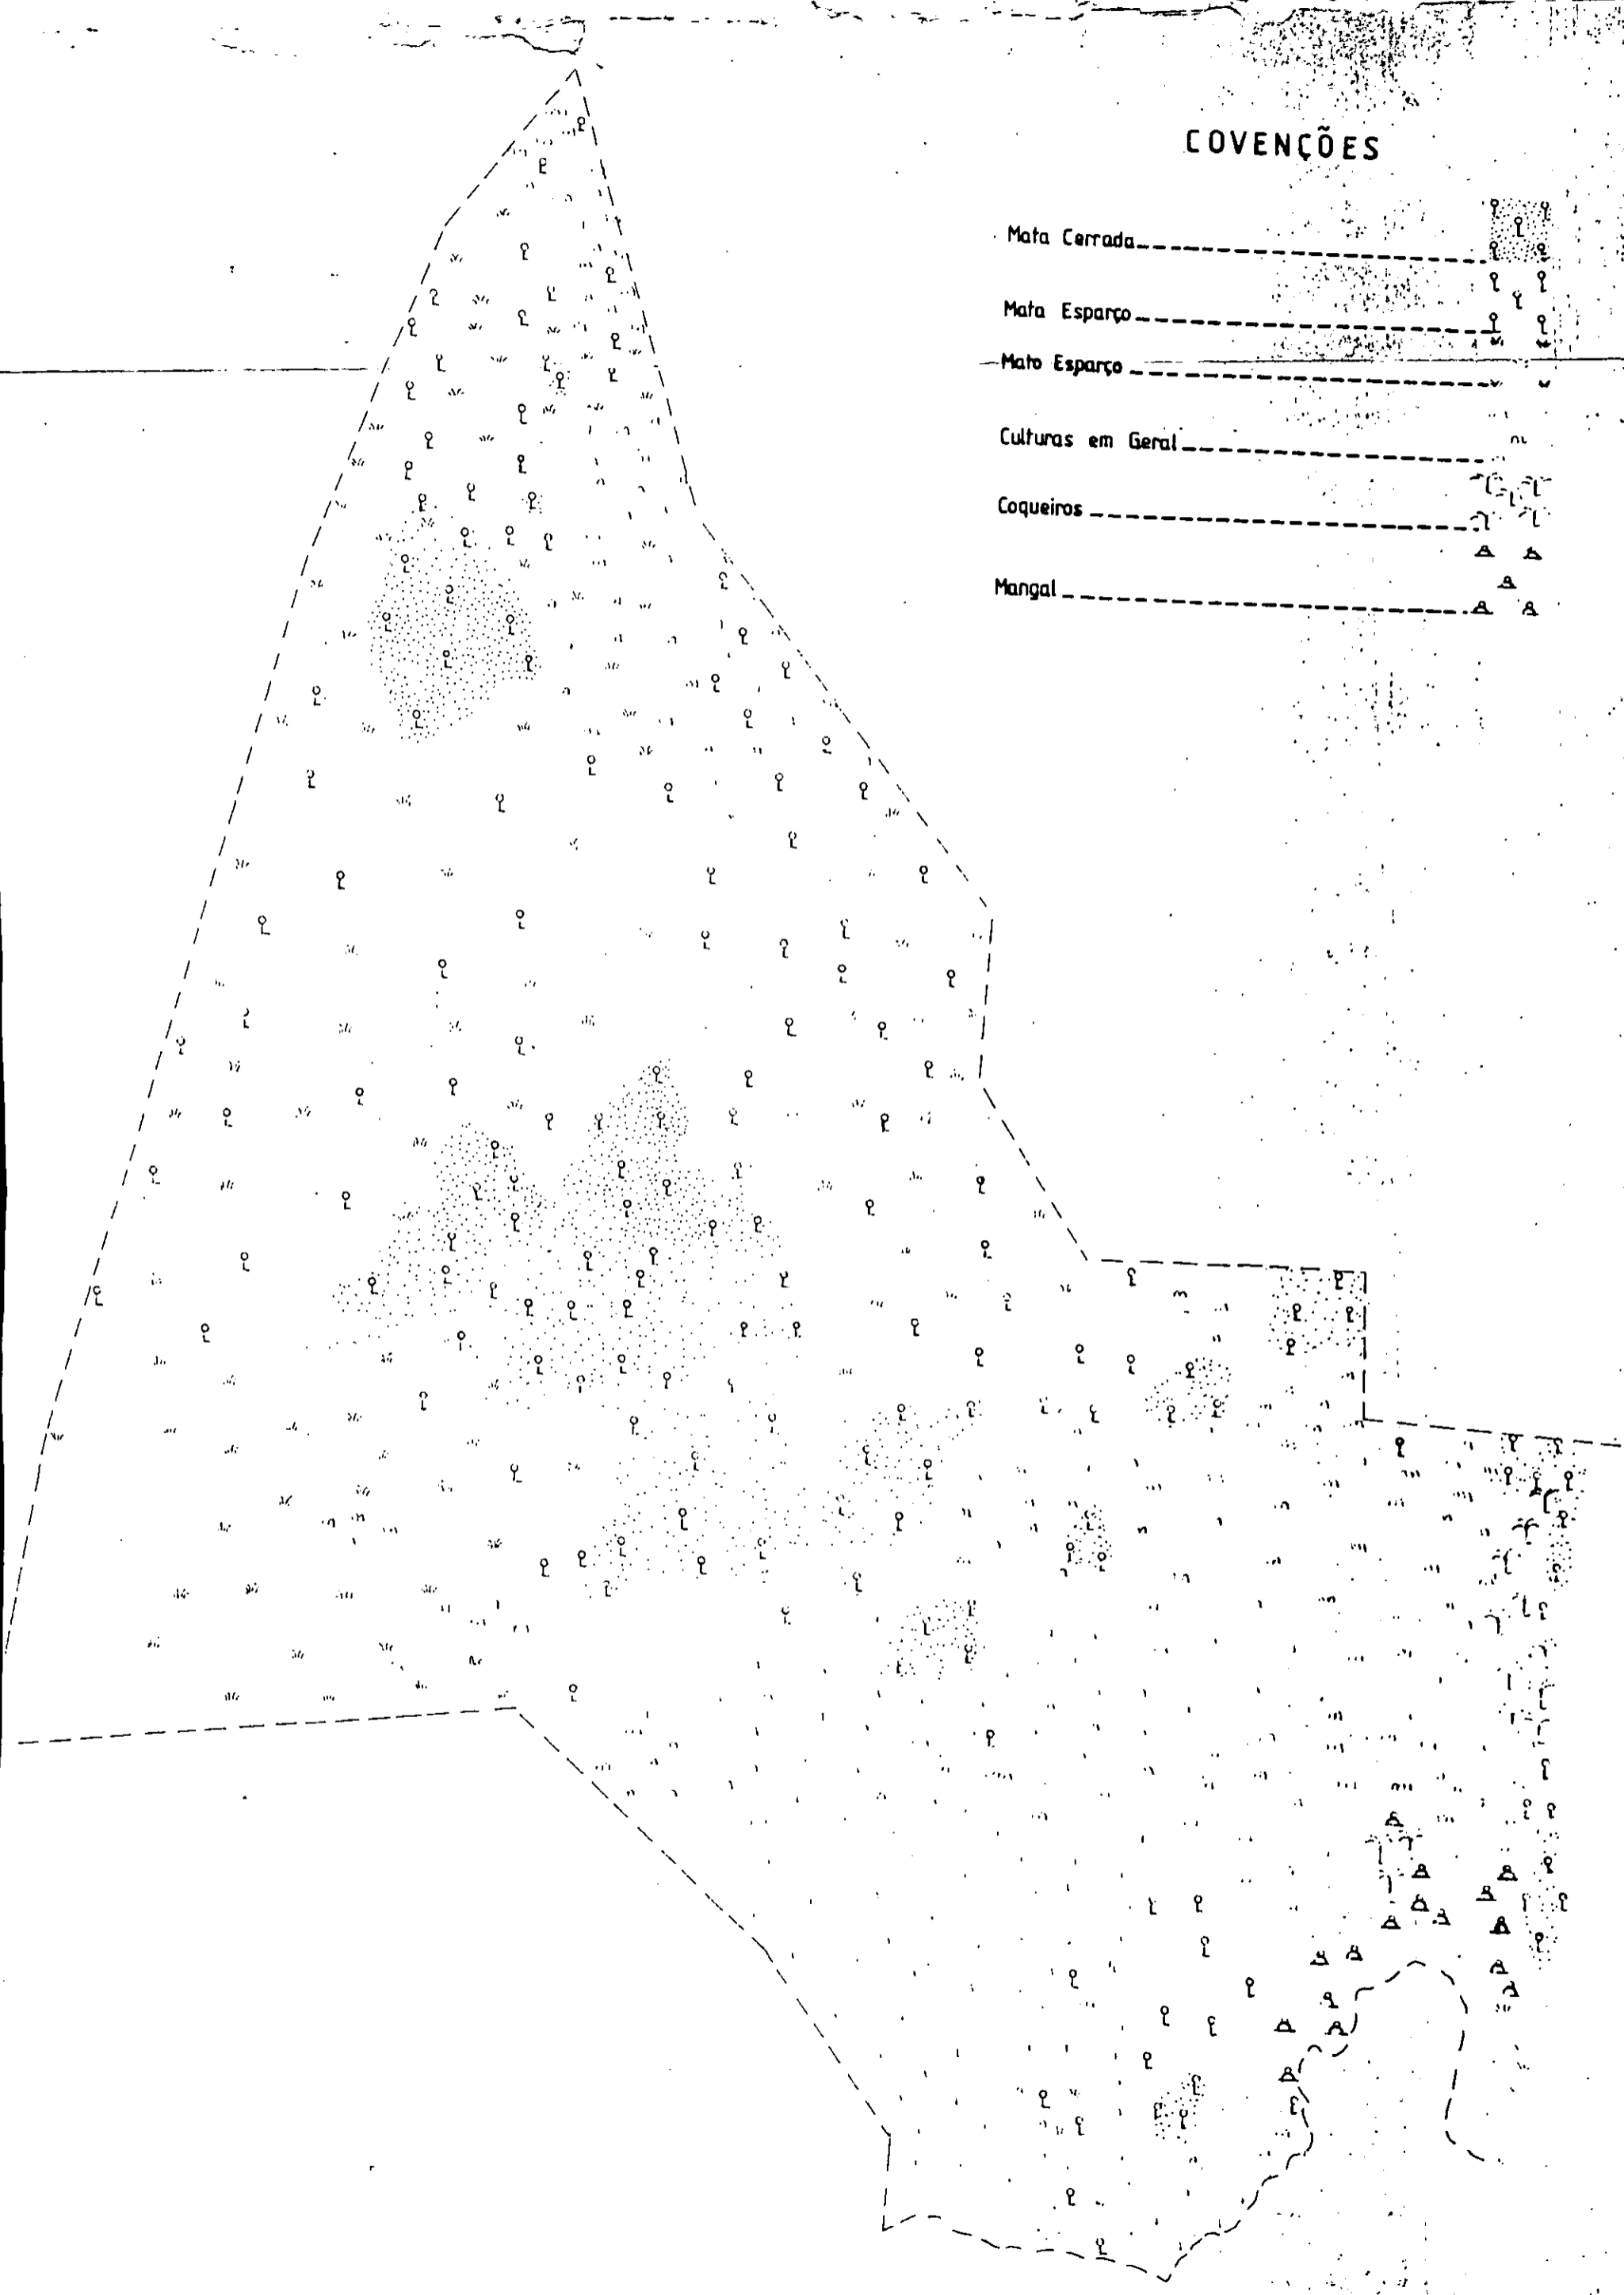 COVENÇÕES
Mata Cerrada
Mata Esparço
Mato Esparço
Culturas em Geral
Coqueiros
Mangal